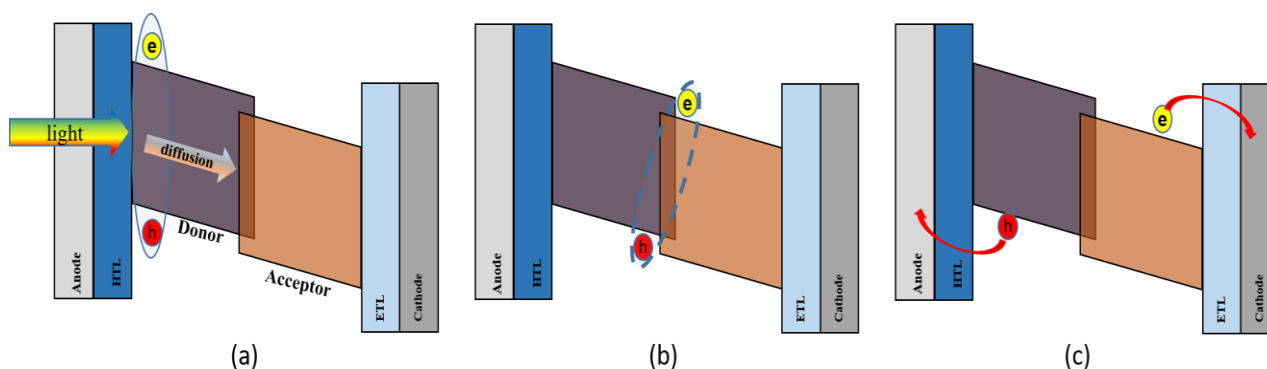 e
light
diffusion
h
Donor
Acceptor
Anode
HTL
ETL
Cathode
(a)
e
h
Anode
HTL
ETL
Cathode
(b)
e
h
Anode
HTL
ETL
Cathode
(c)